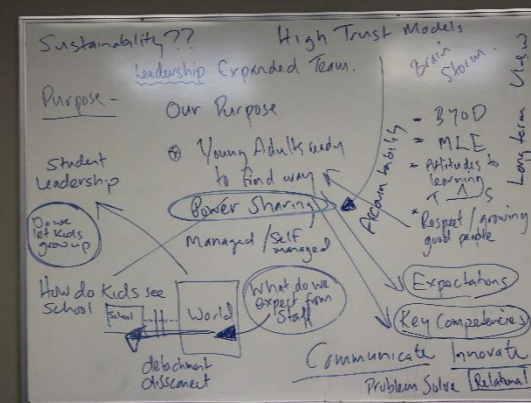 Sustainability??
High Trust Models
Leadership Expanded Team.
Brain
Storm.
Long term View
Purpose -
Our Purpose
Young Adults ready
to find way
Power Sharing
Managed / Self
managed
Accountability
- BYOD
- MLE
* Attitudes to
learning
T S
* Respect / growing
good people
Student
Leadership
Do we
let kids
grow up
How do Kids see
School
School
World
What do we
expect from
Staff
detachment
disconnect
Expectations
Key Competencies
Communicate Innovate
Problem Solve Relational